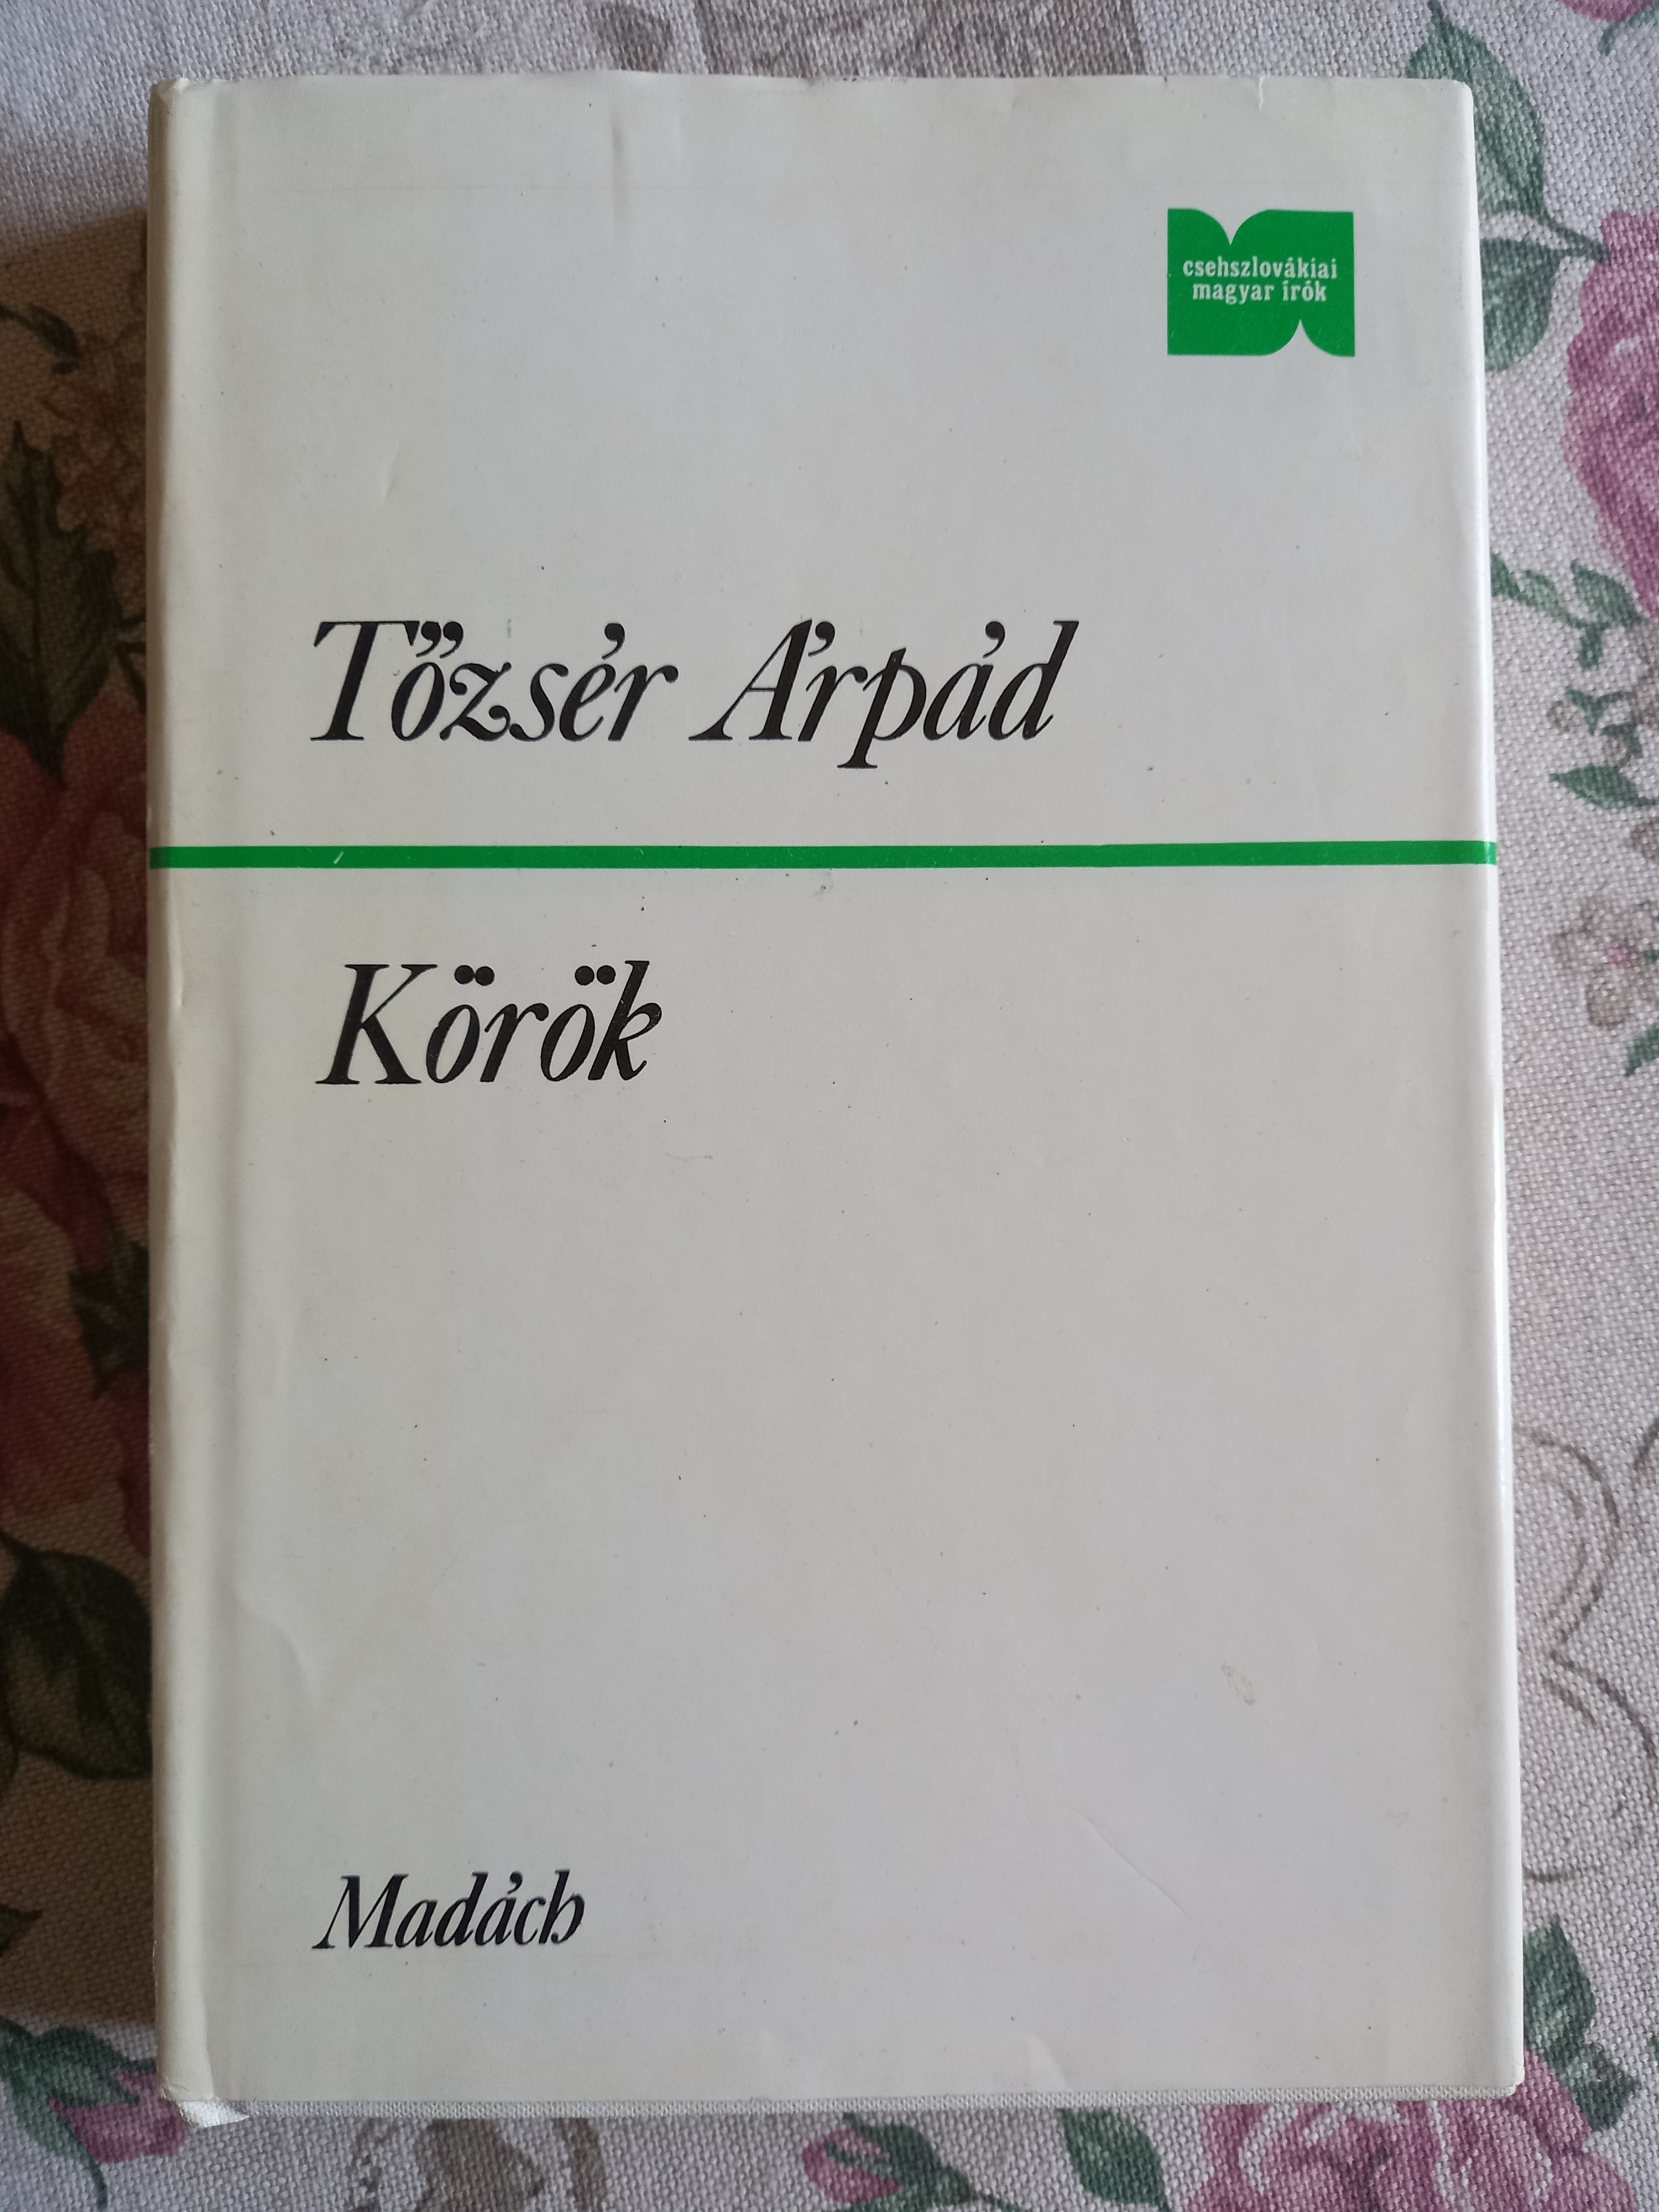 csehszlovákiai
magyar írók
Tőzsér Árpád
Körök
Madách